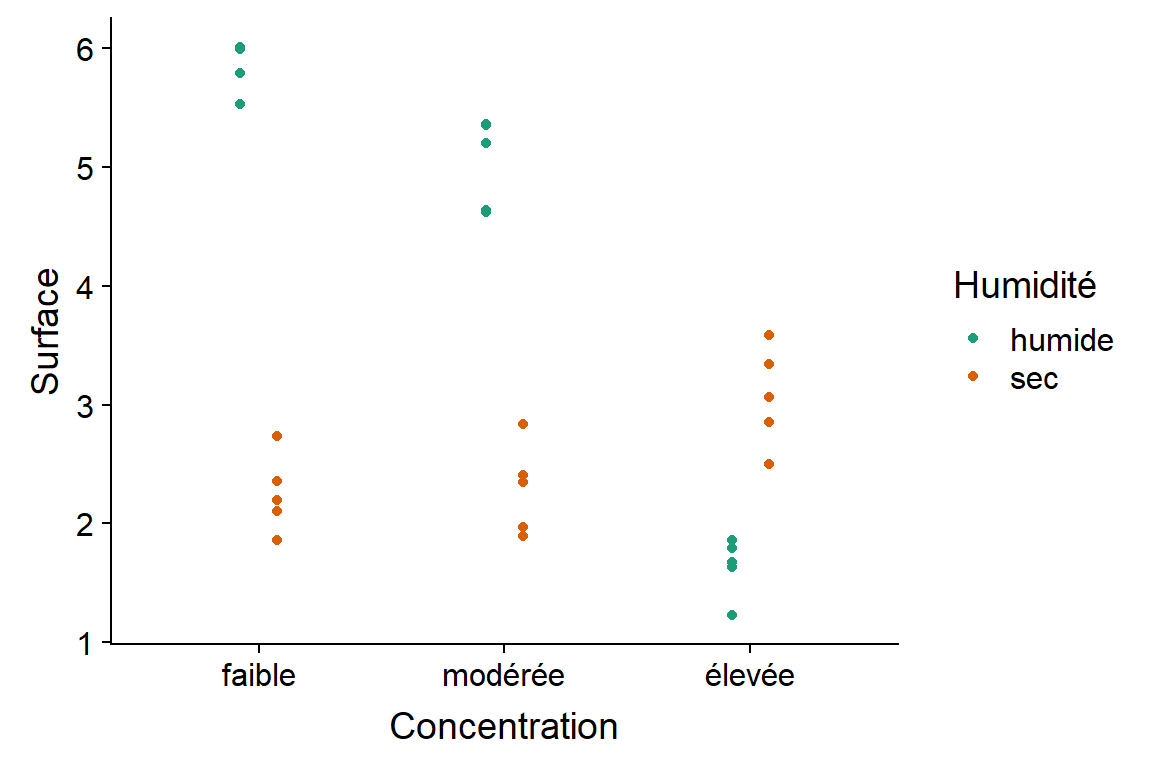 6
5
4
3
2
1
Surface
faible modérée élevée
Concentration
Humidité
humide
sec